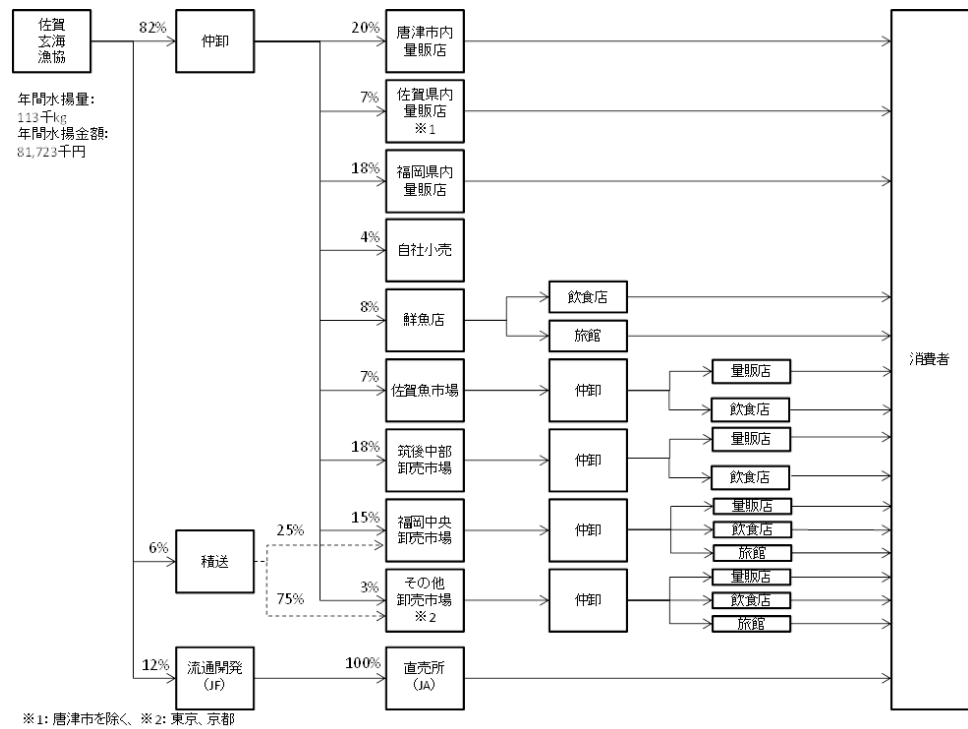 佐賀
玄海
漁協
年間水揚量:
113千kg
年間水揚金額:
81,723千円
82%
仲卸
20%
唐津市内
量販店
7%
佐賀県内
量販店
※1
18%
福岡県内
量販店
4%
自社小売
8%
鮮魚店
飲食店
旅館
7%
佐賀魚市場
仲卸
量販店
飲食店
18%
筑後中部
卸売市場
仲卸
量販店
飲食店
15%
福岡中央
卸売市場
仲卸
量販店
飲食店
旅館
6%
積送
25%
75%
3%
その他
卸売市場
※2
仲卸
量販店
飲食店
旅館
12%
流通開発
(JF)
100%
直売所
(JA)
消費者
※1: 唐津市を除く、※2: 東京、京都